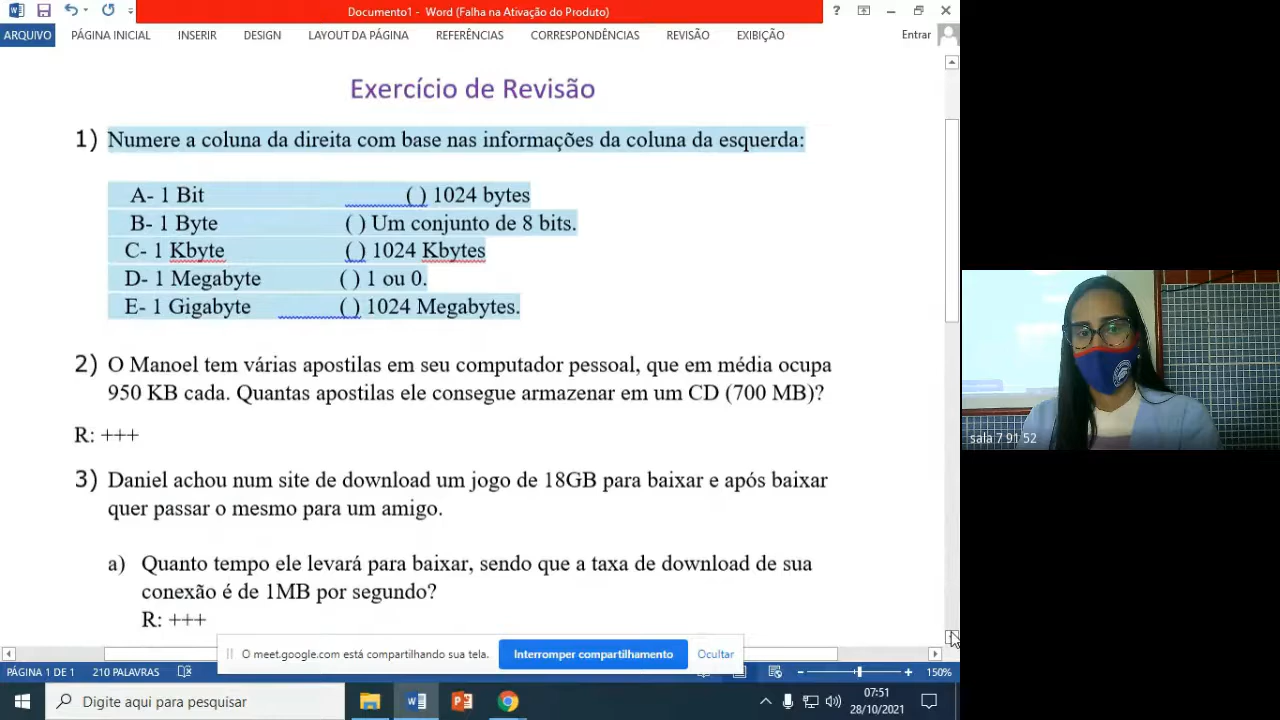 Documento1 - Word (Falha na Ativação do Produto)
ARQUIVO PÁGINA INICIAL INSERIR DESIGN LAYOUT DA PÁGINA REFERÊNCIAS CORRESPONDÊNCIAS REVISÃO EXIBIÇÃO Entrar
Exercício de Revisão
1) Numere a coluna da direita com base nas informações da coluna da esquerda:
A- 1 Bit ( ) 1024 bytes
B- 1 Byte ( ) Um conjunto de 8 bits.
C- 1 Kbyte ( ) 1024 Kbytes
D- 1 Megabyte ( ) 1 ou 0.
E- 1 Gigabyte ( ) 1024 Megabytes.
2) O Manoel tem várias apostilas em seu computador pessoal, que em média ocupa
950 KB cada. Quantas apostilas ele consegue armazenar em um CD (700 MB)?
R: +++
3) Daniel achou num site de download um jogo de 18GB para baixar e após baixar
quer passar o mesmo para um amigo.
a) Quanto tempo ele levará para baixar, sendo que a taxa de download de sua
conexão é de 1MB por segundo?
R: +++
O meet.google.com está compartilhando sua tela. Interromper compartilhamento Ocultar
PÁGINA 1 DE 1 210 PALAVRAS 150%
Digite aqui para pesquisar
07:51
28/10/2021
sala 7 91 52